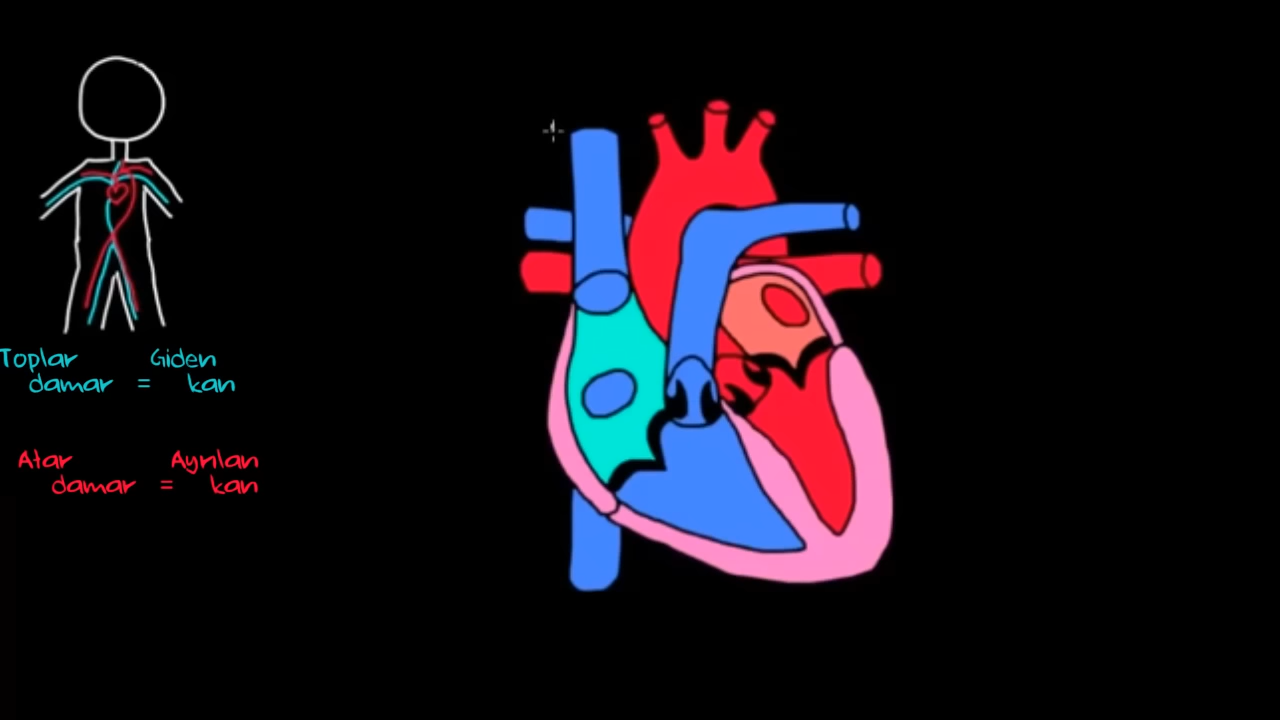 Toplar Giden
damar = kan
Atar Ayrılan
damar = kan